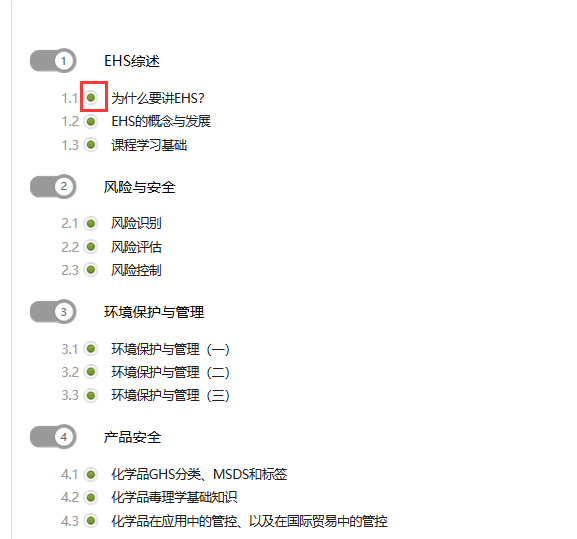 1 EHS综述
1.1 为什么要讲EHS?
1.2 EHS的概念与发展
1.3 课程学习基础
2 风险与安全
2.1 风险识别
2.2 风险评估
2.3 风险控制
3 环境保护与管理
3.1 环境保护与管理（一）
3.2 环境保护与管理（二）
3.3 环境保护与管理（三）
4 产品安全
4.1 化学品GHS分类、MSDS和标签
4.2 化学品毒理学基础知识
4.3 化学品在应用中的管控、以及在国际贸易中的管控